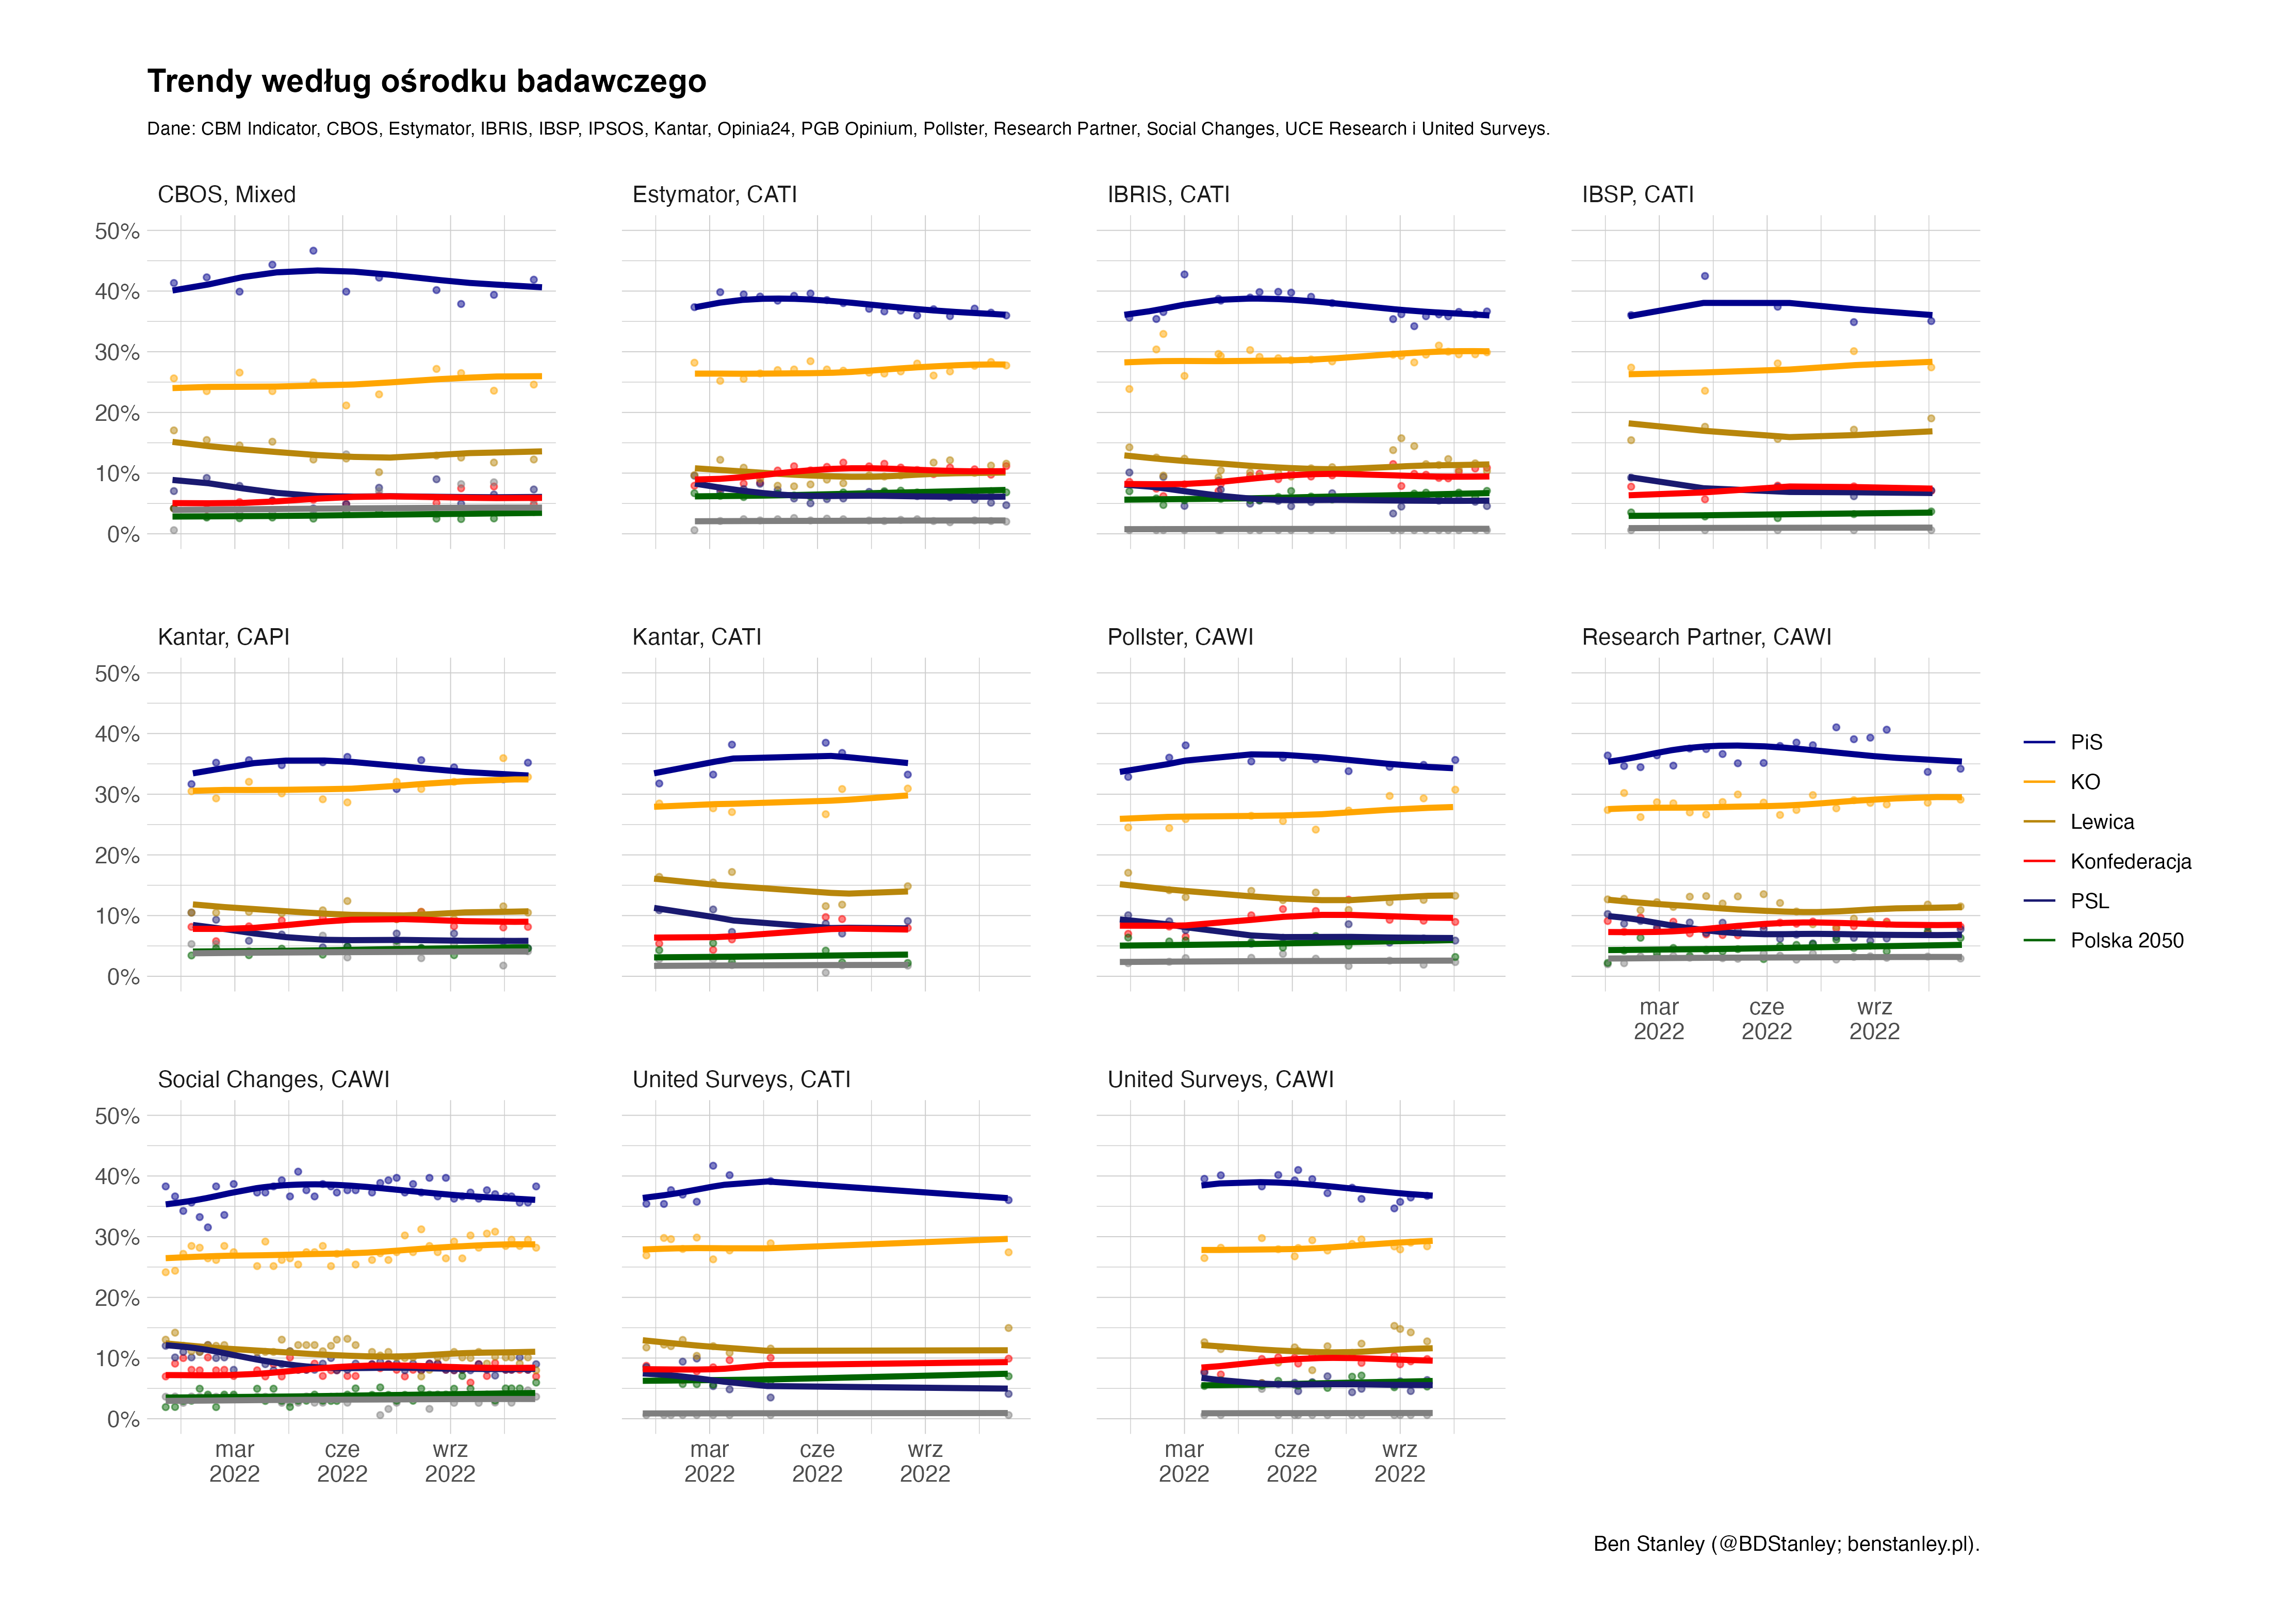 Trendy według ośrodku badawczego
Dane: CBM Indicator, CBOS, Estymator, IBRIS, IBSP, IPSOS, Kantar, Opinia24, PGB Opinium, Pollster, Research Partner, Social Changes, UCE Research i United Surveys.
CBOS, Mixed
Estymator, CATI
IBRIS, CATI
IBSP, CATI
50%
40%
30%
20%
10%
0%
Kantar, CAPI
Kantar, CATI
Pollster, CAWI
Research Partner, CAWI
50%
40%
30%
20%
10%
0%
mar
2022
cze
2022
wrz
2022
PiS
KO
Lewica
Konfederacja
PSL
Polska 2050
Social Changes, CAWI
United Surveys, CATI
United Surveys, CAWI
50%
40%
30%
20%
10%
0%
mar
2022
cze
2022
wrz
2022
mar
2022
cze
2022
wrz
2022
mar
2022
cze
2022
wrz
2022
Ben Stanley (@BDStanley; benstanley.pl).